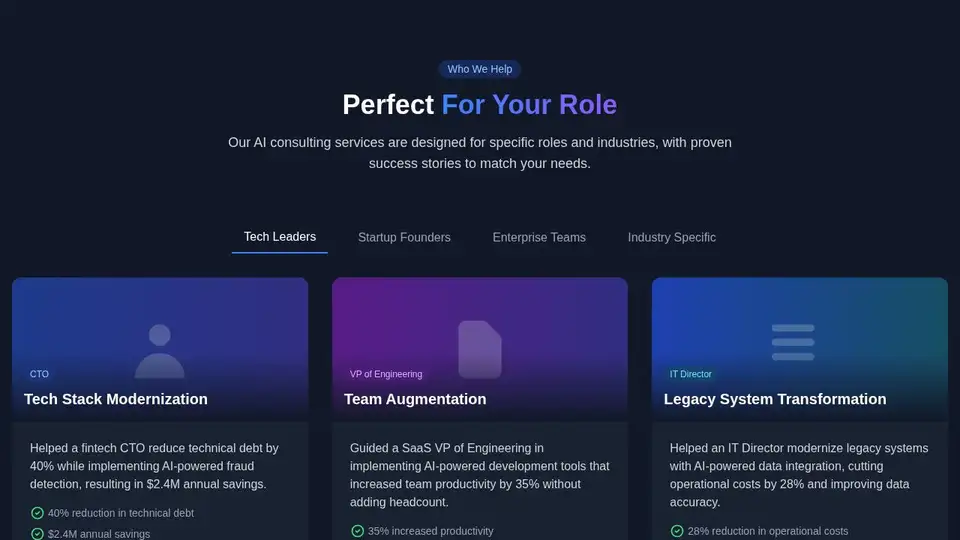 Who We Help
Perfect For Your Role
Our AI consulting services are designed for specific roles and industries, with proven
success stories to match your needs.
Tech Leaders
Startup Founders
Enterprise Teams
Industry Specific
CTO
Tech Stack Modernization
Helped a fintech CTO reduce technical debt by
40% while implementing AI-powered fraud
detection, resulting in $2.4M annual savings.
40% reduction in technical debt
$2.4M annual savings
VP of Engineering
Team Augmentation
Guided a SaaS VP of Engineering in
implementing AI-powered development tools that
increased team productivity by 35% without
adding headcount.
35% increased productivity
IT Director
Legacy System Transformation
Helped an IT Director modernize legacy systems
with AI-powered data integration, cutting
operational costs by 28% and improving data
accuracy.
28% reduction in operational costs